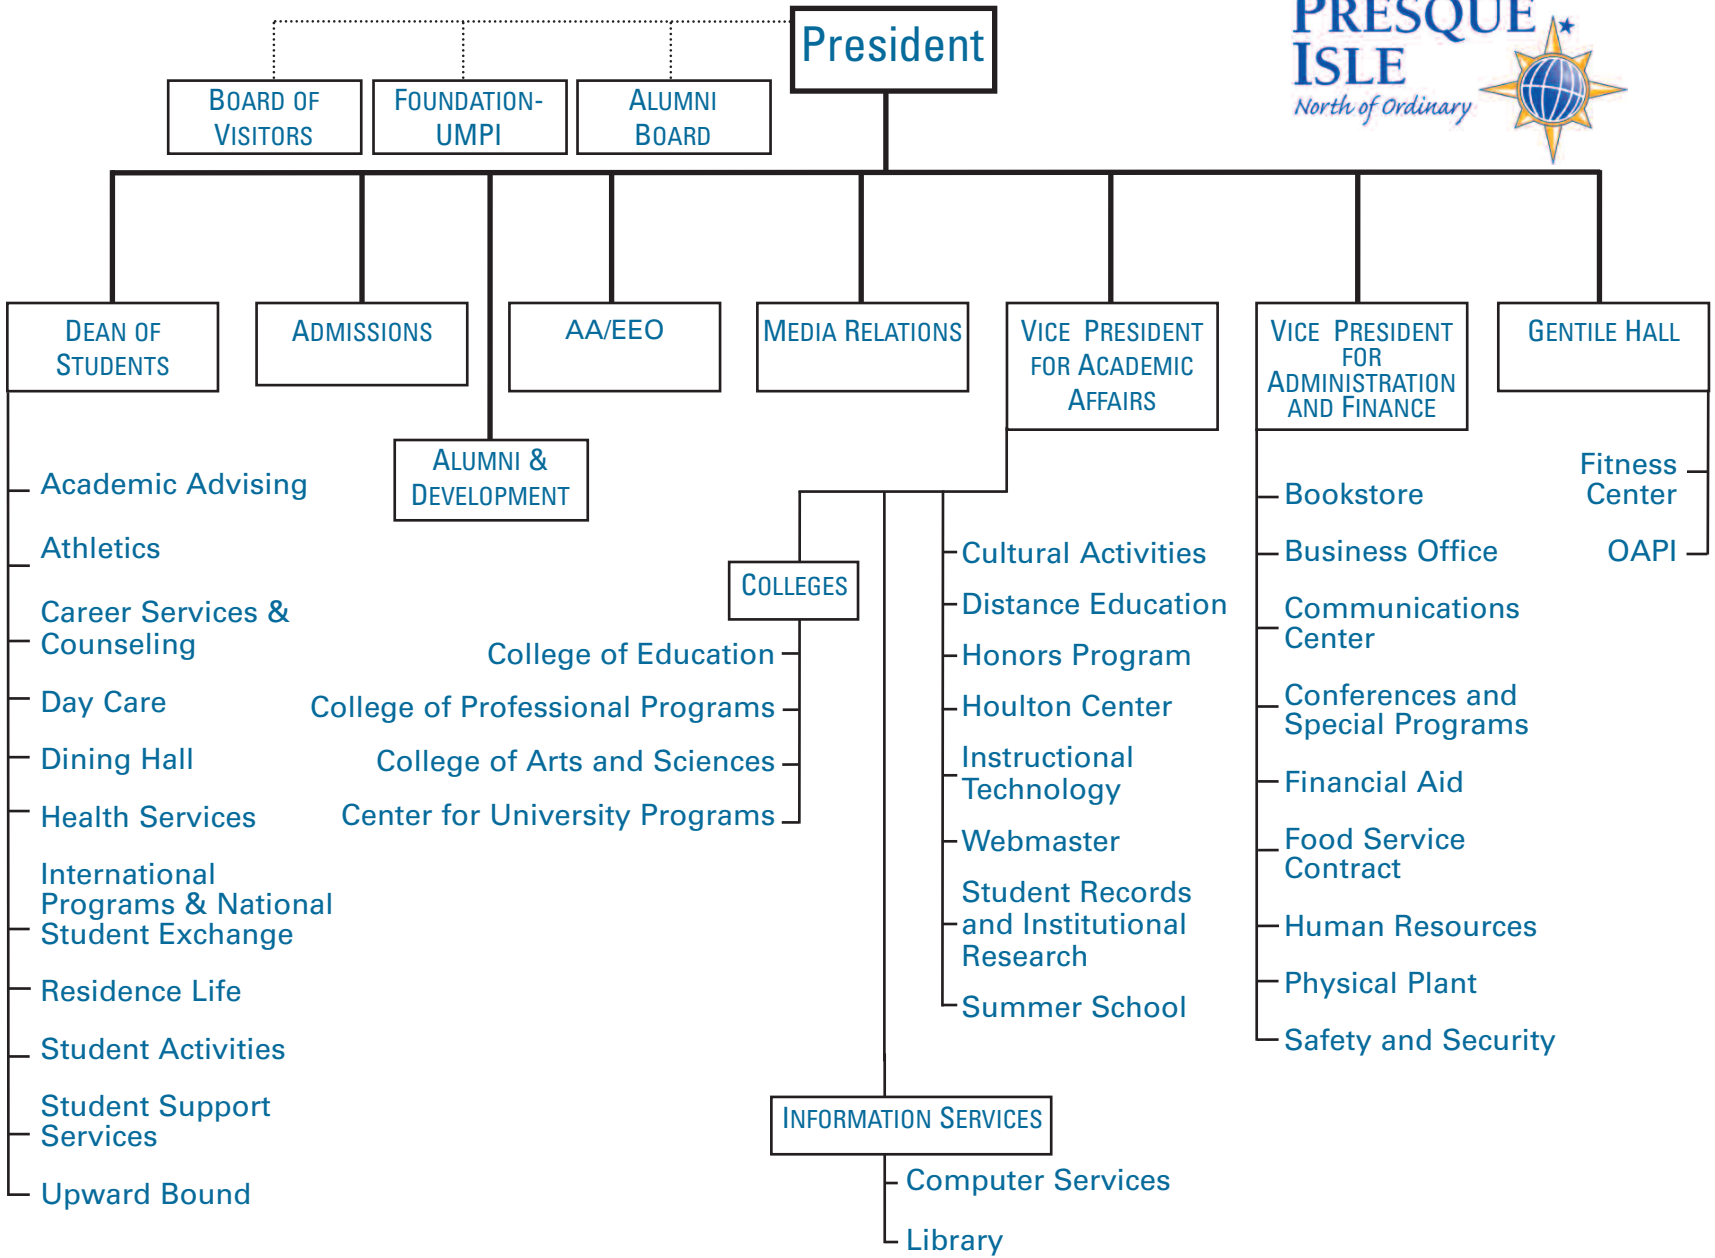 PRESQUE
ISLE
North of Ordinary
President
BOARD OF
VISITORS
FOUNDATION-
UMPI
ALUMNI
BOARD
DEAN OF
STUDENTS
ADMISSIONS
AA/EEO
MEDIA RELATIONS
VICE PRESIDENT
FOR ACADEMIC
AFFAIRS
VICE PRESIDENT
FOR
ADMINISTRATION
AND FINANCE
GENTILE HALL
ALUMNI &
DEVELOPMENT
Academic Advising
Athletics
Career Services &
Counseling
Day Care
Dining Hall
Health Services
International
Programs & National
Student Exchange
Residence Life
Student Activities
Student Support
Services
Upward Bound
COLLEGES
College of Education
College of Professional Programs
College of Arts and Sciences
Center for University Programs
Cultural Activities
Distance Education
Honors Program
Houlton Center
Instructional
Technology
Webmaster
Student Records
and Institutional
Research
Summer School
INFORMATION SERVICES
Computer Services
Library
Bookstore
Business Office
Communications
Center
Conferences and
Special Programs
Financial Aid
Food Service
Contract
Human Resources
Physical Plant
Safety and Security
Fitness
Center
OAPI